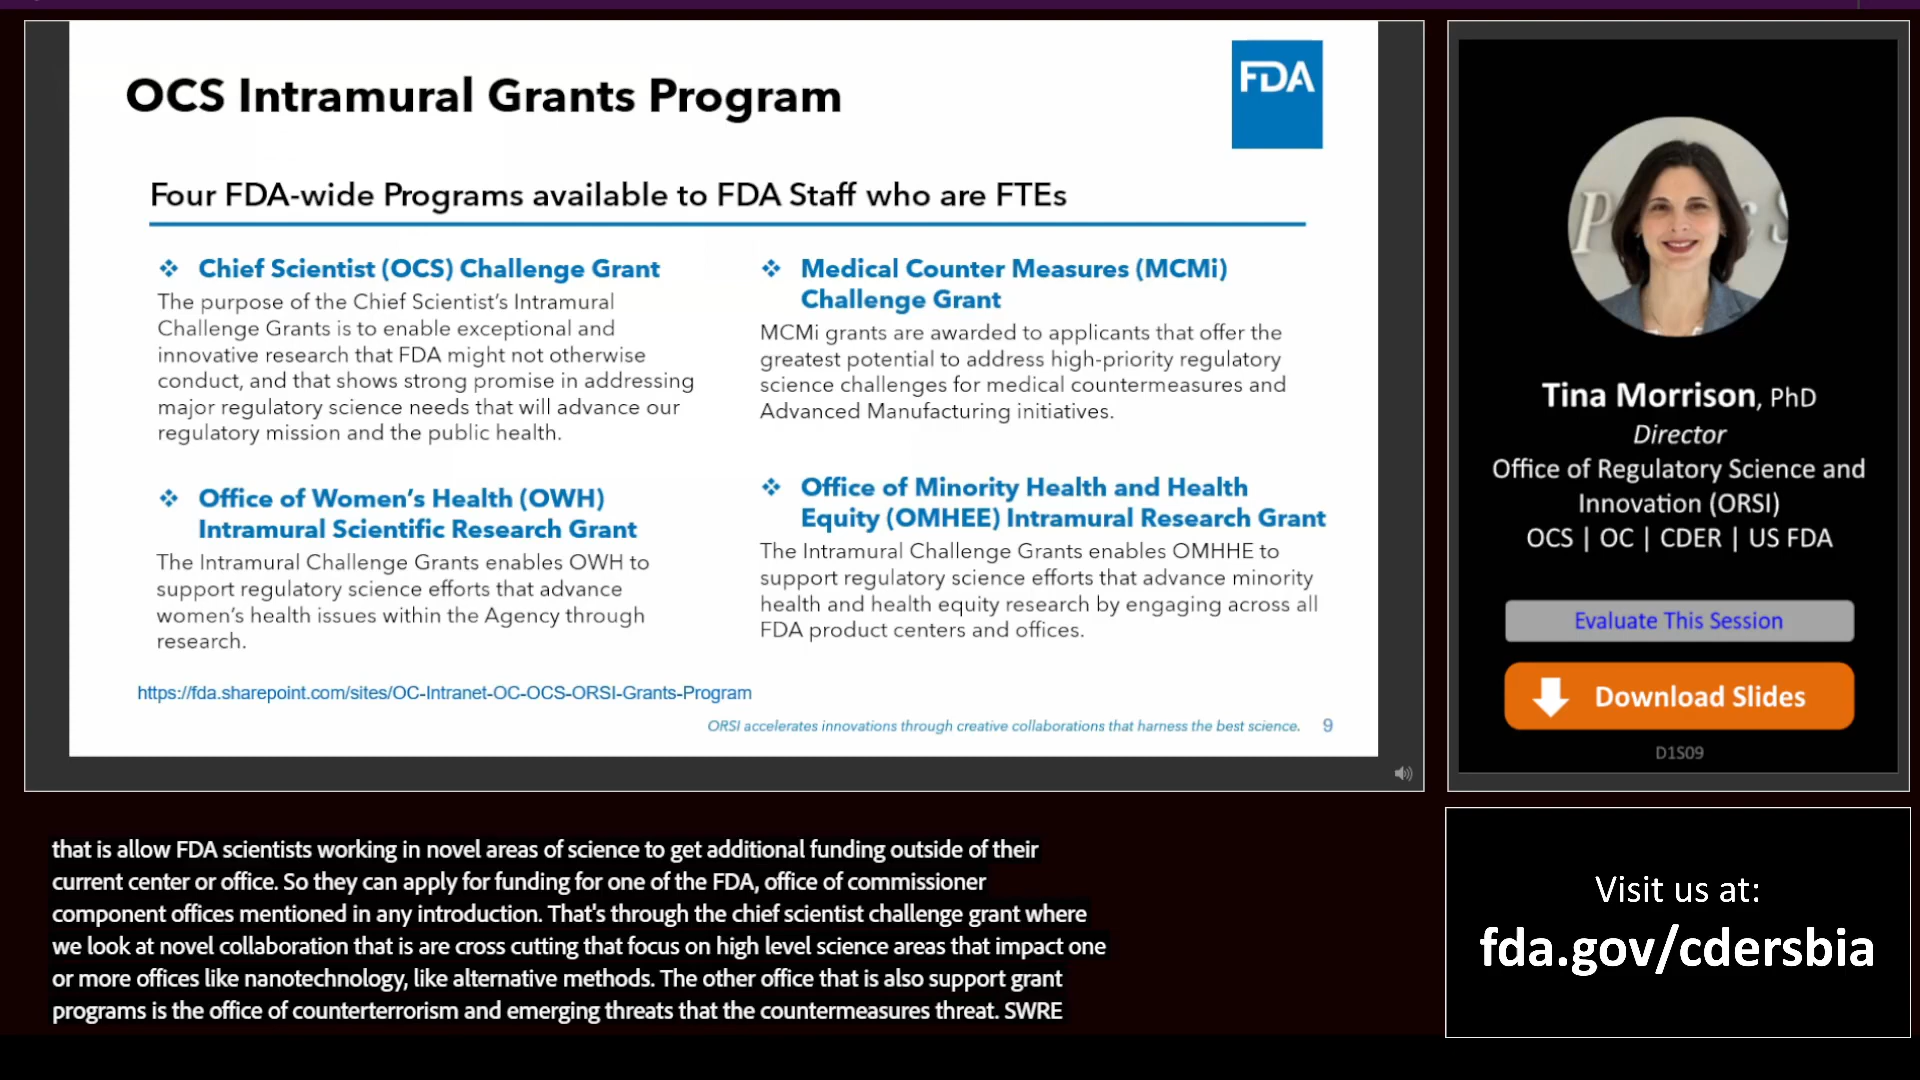 OCS Intramural Grants Program
FDA
Four FDA-wide Programs available to FDA Staff who are FTEs
❖ Chief Scientist (OCS) Challenge Grant
The purpose of the Chief Scientist’s Intramural
Challenge Grants is to enable exceptional and
innovative research that FDA might not otherwise
conduct, and that shows strong promise in addressing
major regulatory science needs that will advance our
regulatory mission and the public health.
❖ Office of Women’s Health (OWH)
Intramural Scientific Research Grant
The Intramural Challenge Grants enables OWH to
support regulatory science efforts that advance
women’s health issues within the Agency through
research.
❖ Medical Counter Measures (MCMi)
Challenge Grant
MCMi grants are awarded to applicants that offer the
greatest potential to address high-priority regulatory
science challenges for medical countermeasures and
Advanced Manufacturing initiatives.
❖ Office of Minority Health and Health
Equity (OMHEE) Intramural Research Grant
The Intramural Challenge Grants enables OMHHE to
support regulatory science efforts that advance minority
health and health equity research by engaging across all
FDA product centers and offices.
https://fda.sharepoint.com/sites/OC-Intranet-OC-OCS-ORSI-Grants-Program
ORSI accelerates innovations through creative collaborations that harness the best science. 9
Tina Morrison, PhD
Director
Office of Regulatory Science and
Innovation (ORSI)
OCS | OC | CDER | US FDA
Evaluate This Session
Download Slides
D1S09
that is allow FDA scientists working in novel areas of science to get additional funding outside of their
current center or office. So they can apply for funding for one of the FDA, office of commissioner
component offices mentioned in any introduction. That's through the chief scientist challenge grant where
we look at novel collaboration that is are cross cutting that focus on high level science areas that impact one
or more offices like nanotechnology, like alternative methods. The other office that is also support grant
programs is the office of counterterrorism and emerging threats that the countermeasures threat. SWRE
Visit us at:
fda.gov/cdersbia